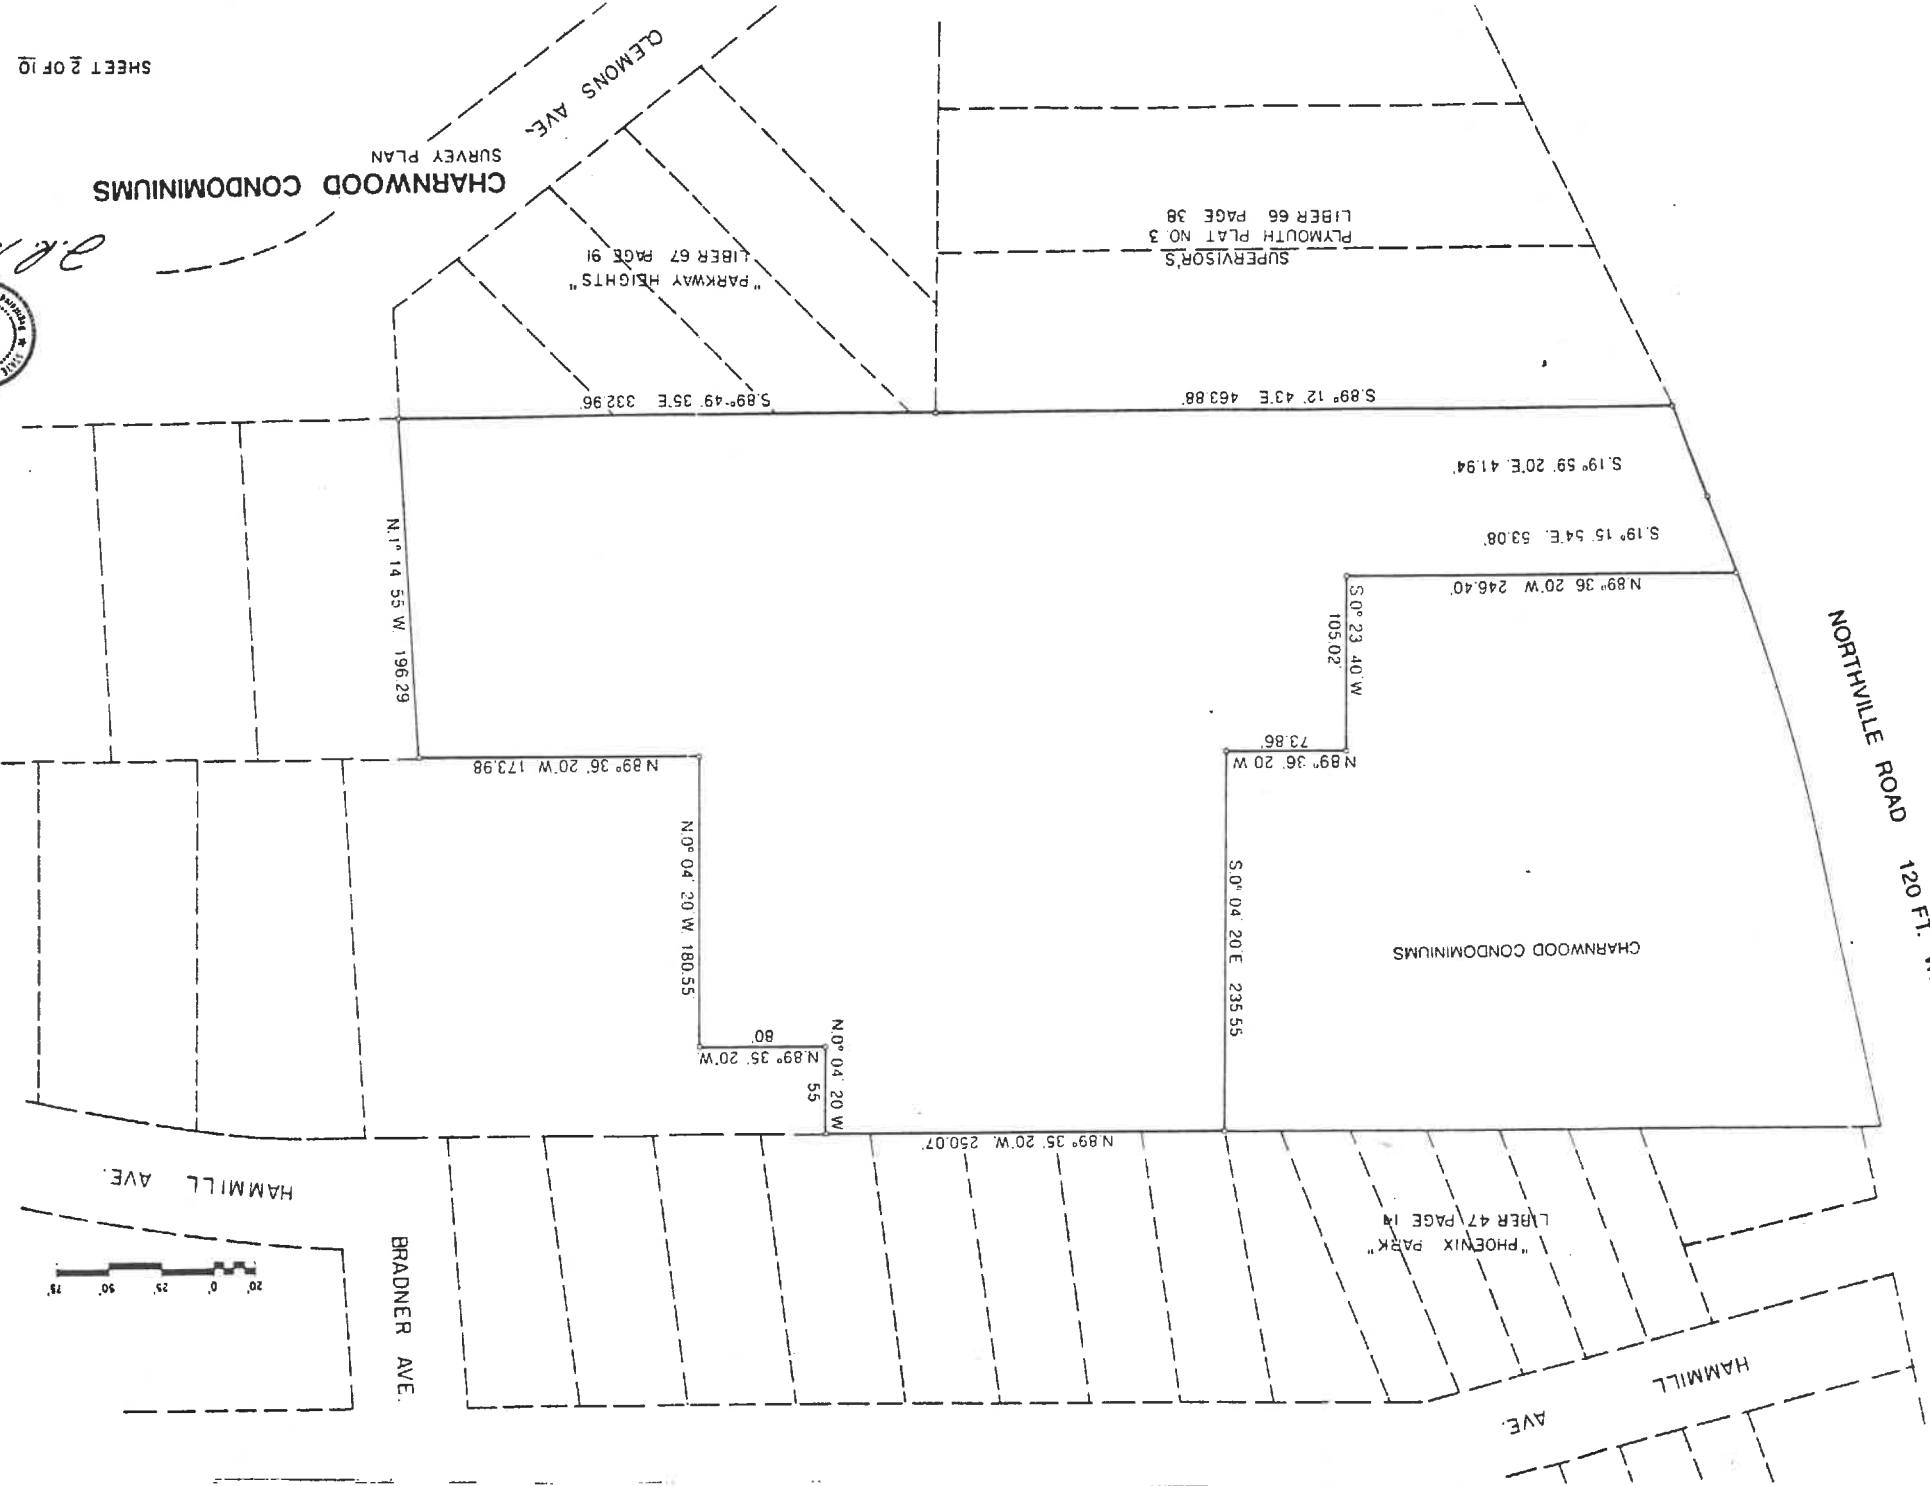 SHEET 2 OF 10
CHARNWOOD CONDOMINIUMS
SURVEY PLAN
CLEMONS AVE.
"PARKWAY HEIGHTS"
LIBER 67 PAGE 91
SUPERVISOR'S
PLYMOUTH PLAT NO. 3
LIBER 66 PAGE 38
STATE
S.89° 49' 35"E 332.96'
S.89° 12' 43"E 463.88'
S.19° 59' 20"E. 41.94'
S.19° 15' 54"E. 53.08'
N.89° 36' 20"W 246.40'
S 0° 23 40"W
105.02'
N.89° 36' 20 W
73.86'
S.0° 04' 20"E 235.55
N.1° 14 55 W. 196.29
N.89° 36' 20"W 173.98
N.0° 04' 20"W. 180.55'
N.89° 35' 20"W.
80'
N.0° 04' 20 W
55
N.89° 35' 20"W. 250.07'
CHARNWOOD CONDOMINIUMS
NORTHVILLE ROAD 120 FT.
HAMMILL AVE.
BRADNER AVE.
20' 0' 25' 50' 75'
"PHOENIX PARK"
LIBER 47 PAGE 14
HAMMILL
AVE.